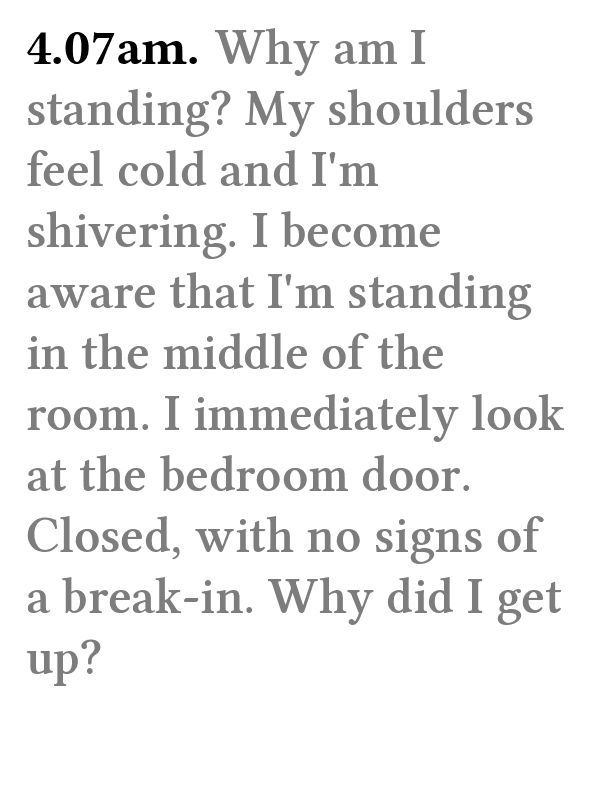 4.07am. Why am I
standing? My shoulders
feel cold and I'm
shivering. I become
aware that I'm standing
in the middle of the
room. I immediately look
at the bedroom door.
Closed, with no signs of
a break-in. Why did I get
up?